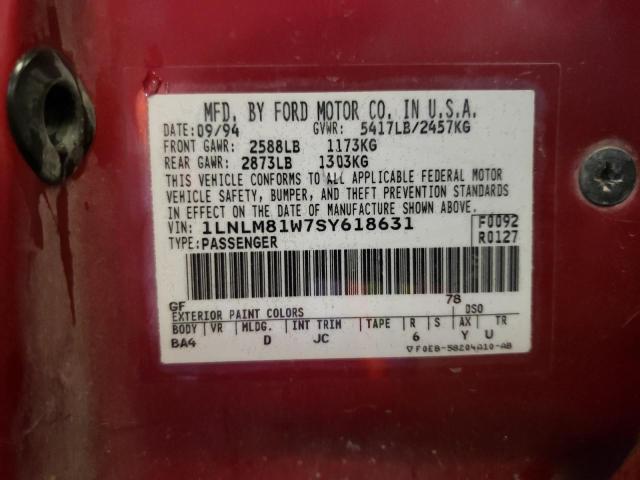 MFD. BY FORD MOTOR CO. IN U.S.A.
DATE: 09/94 GVWR: 5417LB/2457KG
FRONT GAWR: 2588LB 1173KG
REAR GAWR: 2873LB 1303KG
THIS VEHICLE CONFORMS TO ALL APPLICABLE FEDERAL MOTOR
VEHICLE SAFETY, BUMPER, AND THEFT PREVENTION STANDARDS
IN EFFECT ON THE DATE OF MANUFACTURE SHOWN ABOVE.
VIN: 1LNLM81W7SY618631 F0092
TYPE: PASSENGER R0127
GF 78
EXTERIOR PAINT COLORS DSO
BODY VR MLDG. INT TRIM TAPE R S AX TR
BA4 D JC 6 Y U
▽F0EB-58204A10-AB